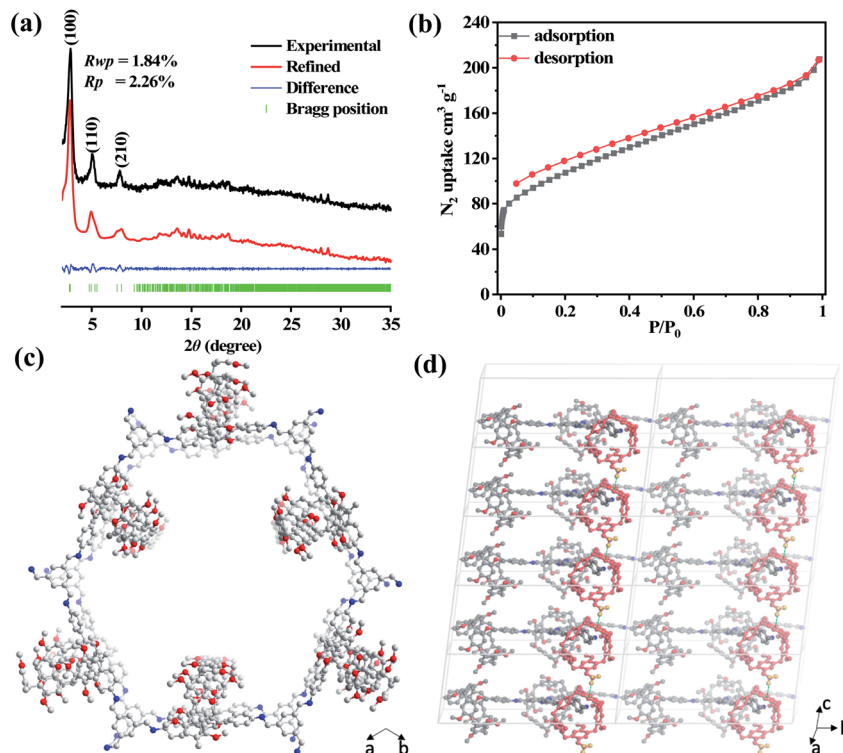 (a)
(100)
Rwp = 1.84%
Rp = 2.26%
(110)
(210)
Experimental
Refined
Difference
Bragg position
5 10 15 20 25 30 35
2θ (degree)
(b)
adsorption
desorption
N2 uptake cm3 g-1
240
200
160
120
80
40
0
0 0.2 0.4 0.6 0.8 1
P/P0
(c)
a b
(d)
c
a